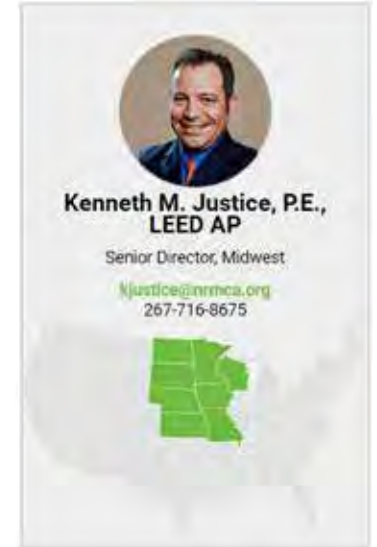 Kenneth M. Justice, P.E.,
LEED AP
Senior Director, Midwest
kjustice@nrmca.org
267-716-8675